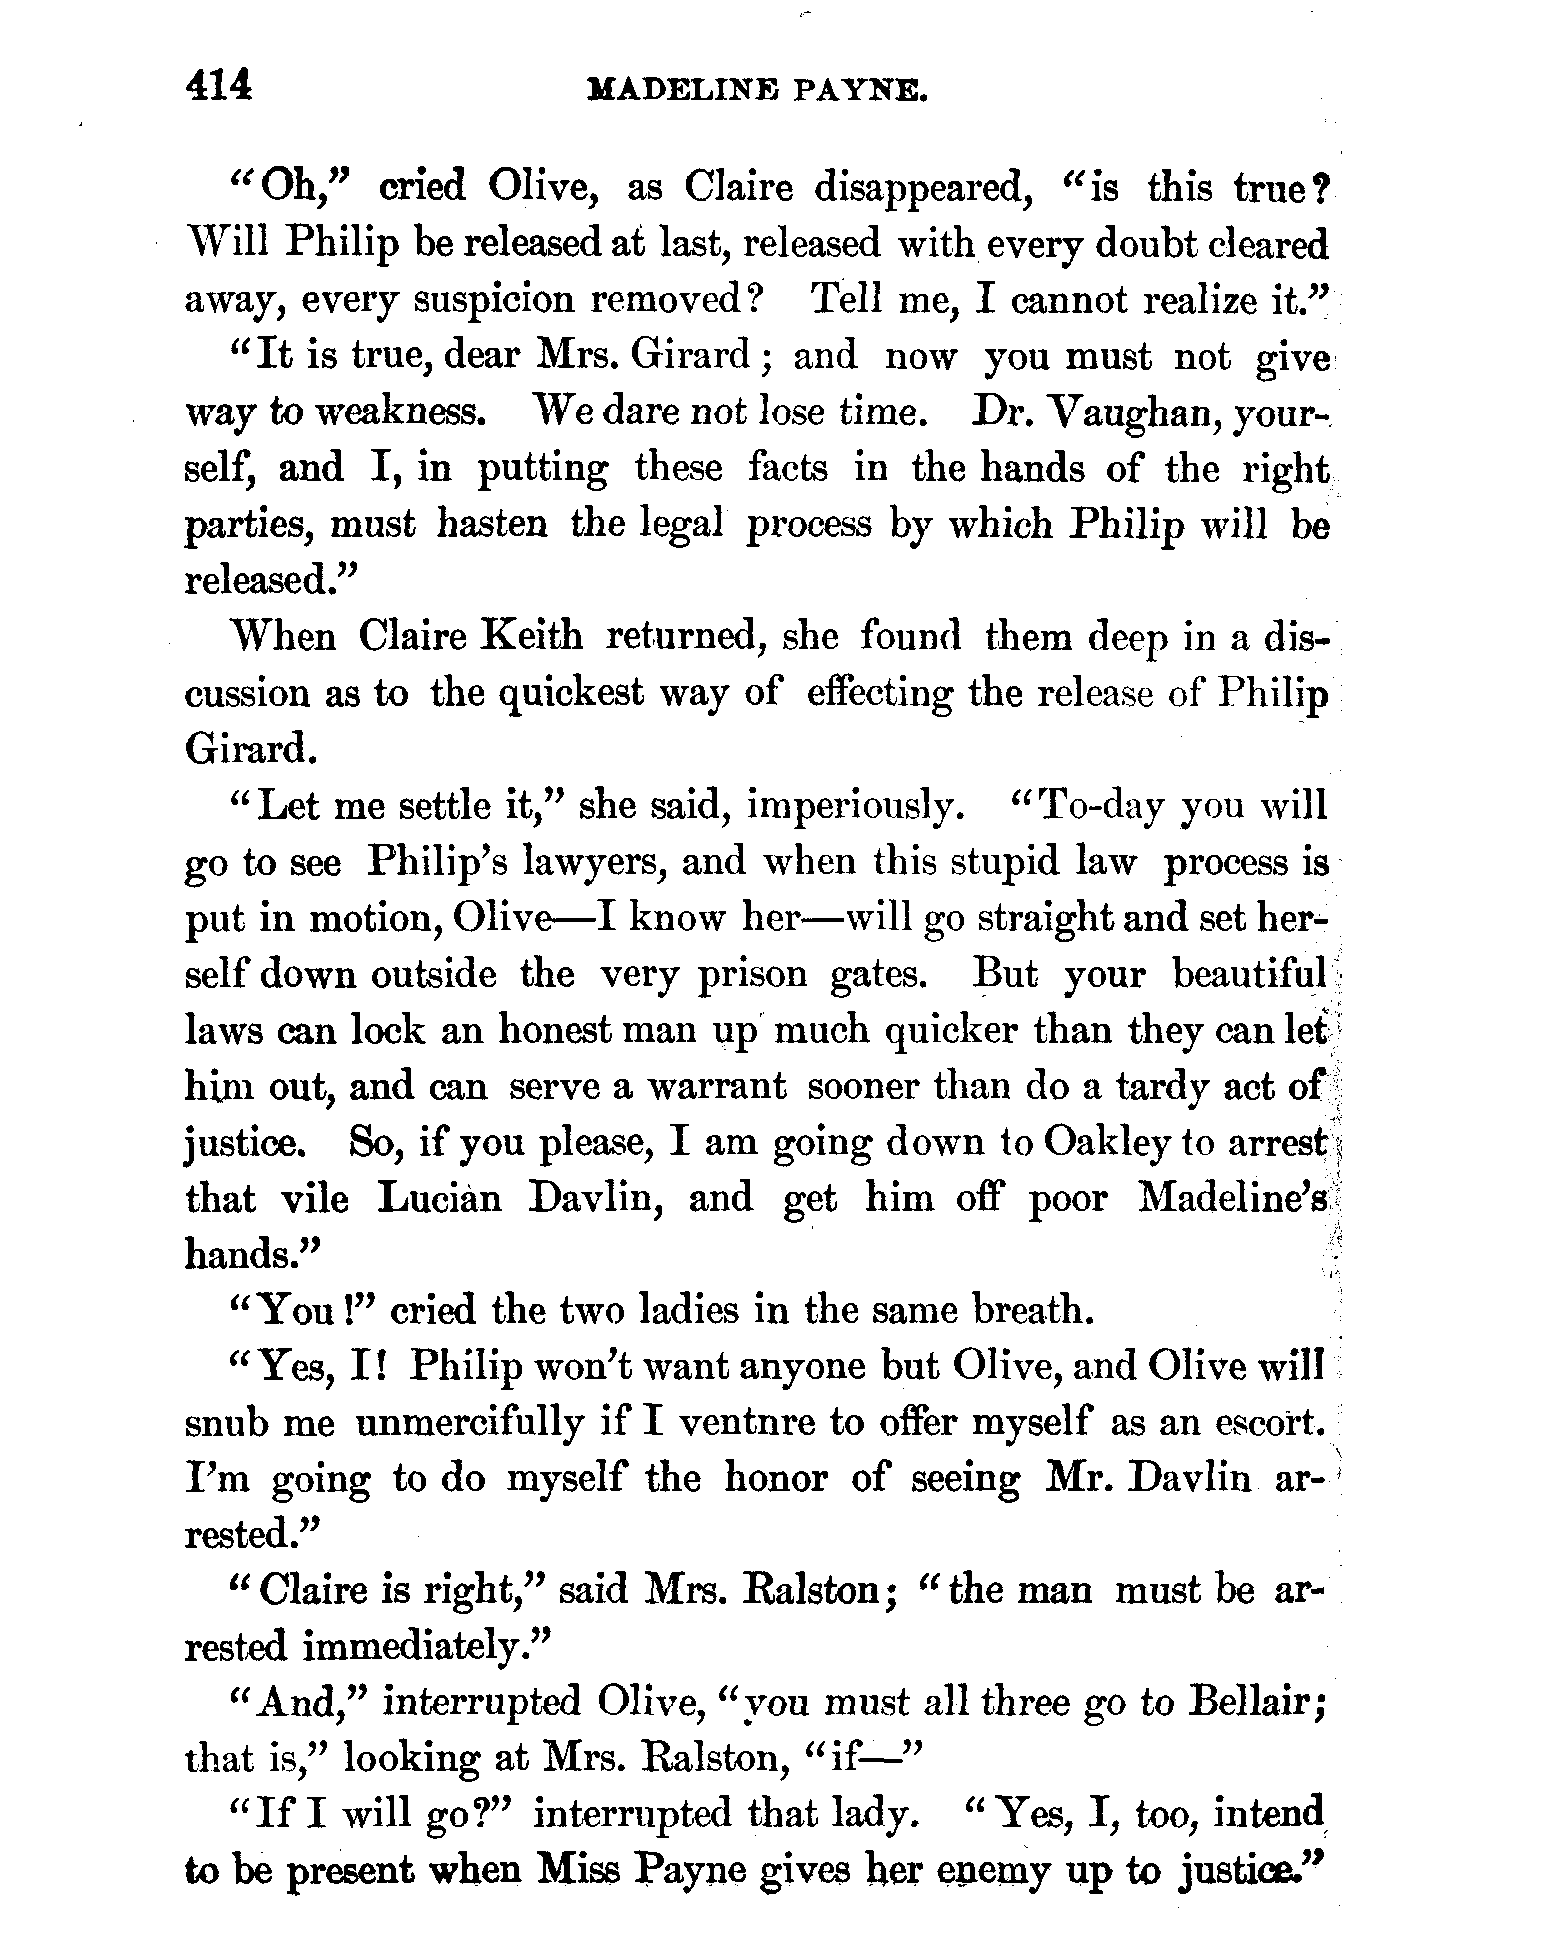 414 MADELINE PAYNE.
"Oh," cried Olive, as Claire disappeared, "is this true?
Will Philip be released at last, released with every doubt cleared
away, every suspicion removed? Tell me, I cannot realize it."
"It is true, dear Mrs. Girard; and now you must not give
way to weakness. We dare not lose time. Dr. Vaughan, your-
self, and I, in putting these facts in the hands of the right
parties, must hasten the legal process by which Philip will be
released."
When Claire Keith returned, she found them deep in a dis-
cussion as to the quickest way of effecting the release of Philip
Girard.
"Let me settle it," she said, imperiously. "To-day you will
go to see Philip's lawyers, and when this stupid law process is
put in motion, Olive—I know her—will go straight and set her-
self down outside the very prison gates. But your beautiful
laws can lock an honest man up much quicker than they can let
him out, and can serve a warrant sooner than do a tardy act of
justice. So, if you please, I am going down to Oakley to arrest
that vile Lucian Davlin, and get him off poor Madeline's
hands."
"You!" cried the two ladies in the same breath.
"Yes, I! Philip won't want anyone but Olive, and Olive will
snub me unmercifully if I ventnre to offer myself as an escort.
I'm going to do myself the honor of seeing Mr. Davlin ar-
rested."
"Claire is right," said Mrs. Ralston; "the man must be ar-
rested immediately."
"And," interrupted Olive, "you must all three go to Bellair;
that is," looking at Mrs. Ralston, "if—"
"If I will go?" interrupted that lady. "Yes, I, too, intend
to be present when Miss Payne gives her enemy up to justice."